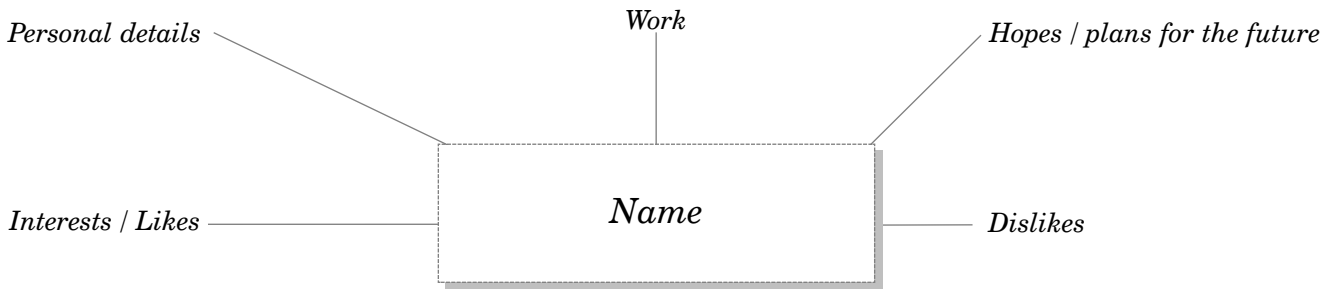 Work
Personal details
Hopes / plans for the future
Name
Interests / Likes
Dislikes